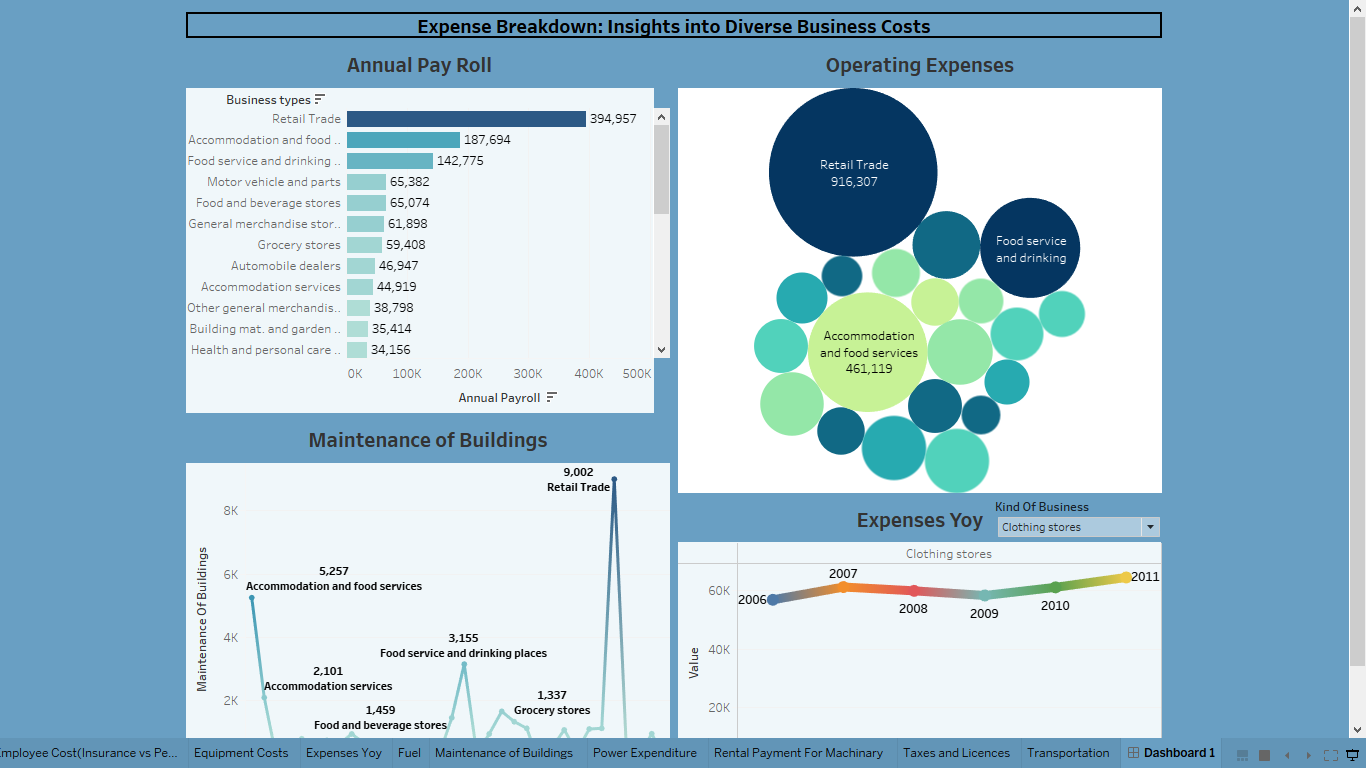 Expense Breakdown: Insights into Diverse Business Costs
Annual Pay Roll
Business types
Retail Trade 394,957
Accommodation and food .. 187,694
Food service and drinking .. 142,775
Motor vehicle and parts 65,382
Food and beverage stores 65,074
General merchandise stor.. 61,898
Grocery stores 59,408
Automobile dealers 46,947
Accommodation services 44,919
Other general merchandis.. 38,798
Building mat. and garden .. 35,414
Health and personal care .. 34,156
0K 100K 200K 300K 400K 500K
Annual Payroll
Operating Expenses
Retail Trade
916,307
Food service
and drinking
Accommodation
and food services
461,119
Maintenance of Buildings
Maintenance Of Buildings
8K
6K
4K
2K
9,002
Retail Trade
5,257
Accommodation and food services
3,155
Food service and drinking places
2,101
Accommodation services
1,337
Grocery stores
1,459
Food and beverage stores
Expenses Yoy
Kind Of Business
Clothing stores
Clothing stores
Value
60K
40K
20K
2006
2007
2008
2009
2010
2011
Employee Cost(Insurance vs Pe... Equipment Costs Expenses Yoy Fuel Maintenance of Buildings Power Expenditure Rental Payment For Machinary Taxes and Licences Transportation Dashboard 1